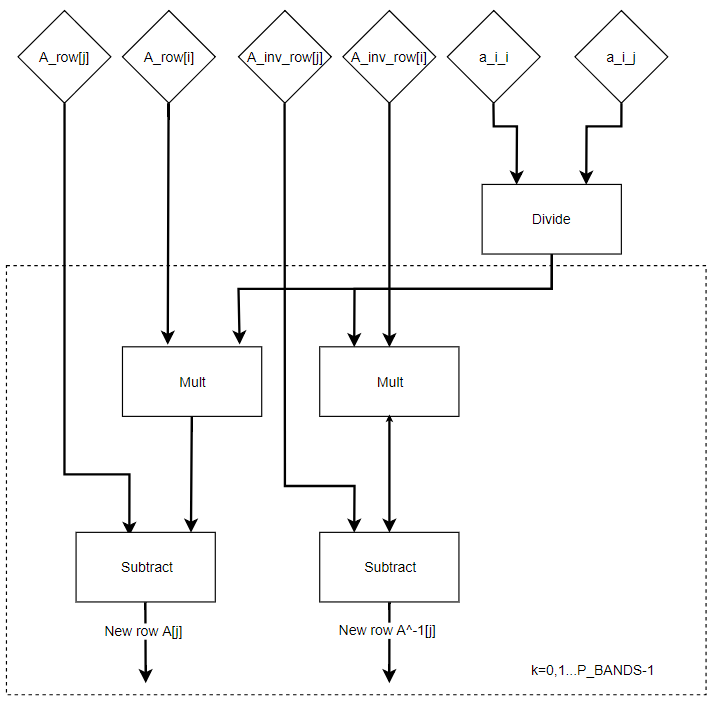 A_row[j]
A_row[i]
A_inv_row[j]
A_inv_row[i]
a_i_i
a_i_j
Divide
Mult
Mult
Subtract
Subtract
New row A[j]
New row A^-1[j]
k=0,1...P_BANDS-1